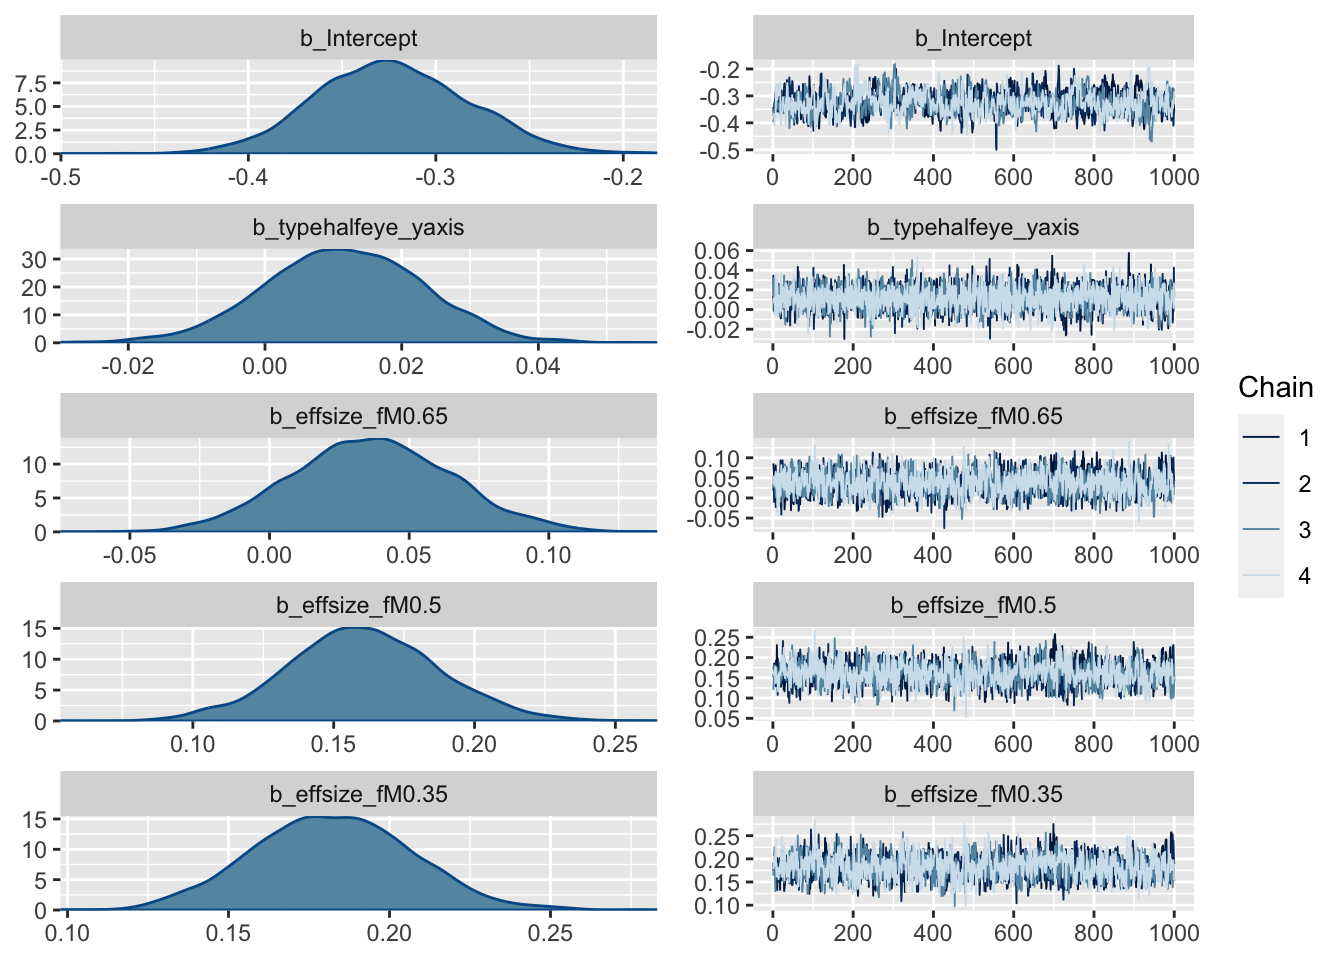 b_Intercept b_Intercept
7.5
5.0
2.5
0.0
-0.5 -0.4 -0.3 -0.2
-0.2
-0.3
-0.4
-0.5
0 200 400 600 800 1000
b_typehalfeye_yaxis b_typehalfeye_yaxis
30
20
10
0
-0.02 0.00 0.02 0.04
0.06
0.04
0.02
0.00
-0.02
0 200 400 600 800 1000
b_effsize_fM0.65 b_effsize_fM0.65
10
5
0
-0.05 0.00 0.05 0.10
0.10
0.05
0.00
-0.05
0 200 400 600 800 1000
b_effsize_fM0.5 b_effsize_fM0.5
15
10
5
0
0.10 0.15 0.20 0.25
0.25
0.20
0.15
0.10
0.05
0 200 400 600 800 1000
b_effsize_fM0.35 b_effsize_fM0.35
15
10
5
0
0.10 0.15 0.20 0.25
0.25
0.20
0.15
0.10
0 200 400 600 800 1000
Chain
1
2
3
4